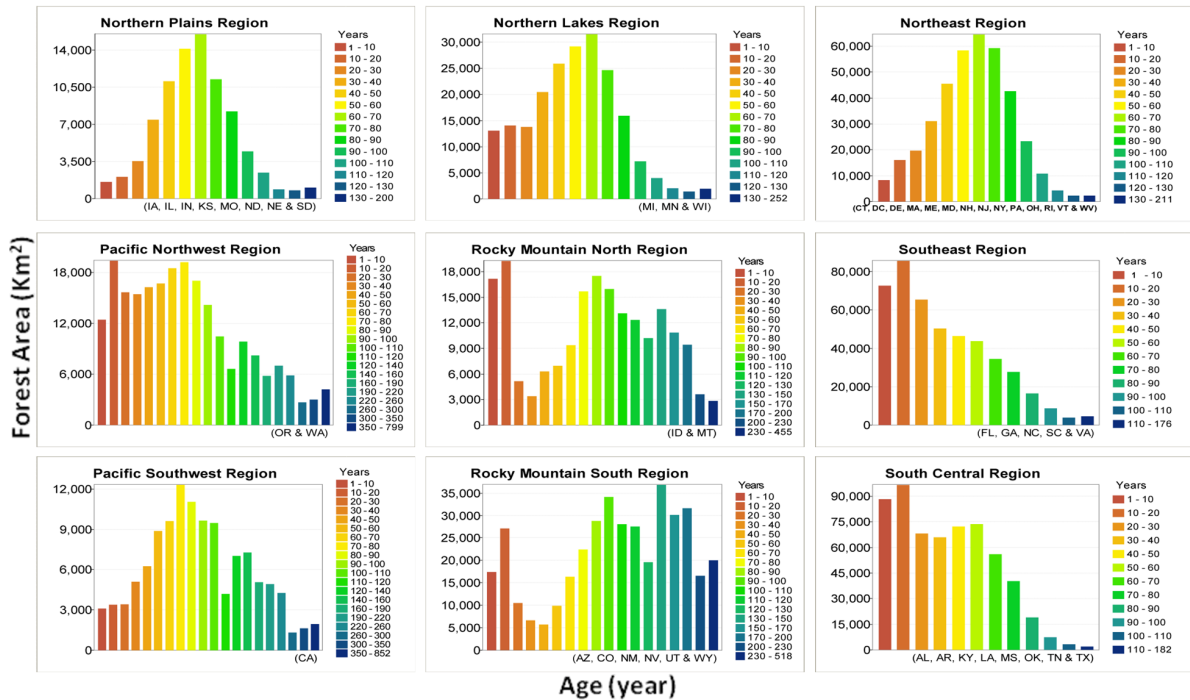 Forest Area (Km²)
Northern Plains Region
14,000
10,500
7,000
3,500
0
(IA, IL, IN, KS, MO, ND, NE & SD)
Years
1 - 10
10 - 20
20 - 30
30 - 40
40 - 50
50 - 60
60 - 70
70 - 80
80 - 90
90 - 100
100 - 110
110 - 120
120 - 130
130 - 200
Northern Lakes Region
30,000
25,000
20,000
15,000
10,000
5,000
0
(MI, MN & WI)
Years
1 - 10
10 - 20
20 - 30
30 - 40
40 - 50
50 - 60
60 - 70
70 - 80
80 - 90
90 - 100
100 - 110
110 - 120
120 - 130
130 - 252
Northeast Region
60,000
50,000
40,000
30,000
20,000
10,000
0
(CT, DC, DE, MA, ME, MD, NH, NJ, NY, PA, OH, RI, VT & WV)
Years
1 - 10
10 - 20
20 - 30
30 - 40
40 - 50
50 - 60
60 - 70
70 - 80
80 - 90
90 - 100
100 - 110
110 - 120
120 - 130
130 - 211
Pacific Northwest Region
18,000
12,000
6,000
0
(OR & WA)
Years
1 - 10
10 - 20
20 - 30
30 - 40
40 - 50
50 - 60
60 - 70
70 - 80
80 - 90
90 - 100
100 - 110
110 - 120
120 - 140
140 - 160
160 - 190
190 - 220
220 - 260
260 - 300
300 - 350
350 - 799
Rocky Mountain North
18,000
15,000
12,000
9,000
6,000
3,000
0
(ID & MT)
Years
1 - 10
10 - 20
20 - 30
30 - 40
40 - 50
50 - 60
60 - 70
70 - 80
80 - 90
90 - 100
100 - 110
110 - 120
120 - 130
130 - 150
150 - 170
170 - 200
200 - 230
230 - 455
Southeast Region
80,000
60,000
40,000
20,000
0
(FL, GA, NC, SC & VA)
Years
1 - 10
10 - 20
20 - 30
30 - 40
40 - 50
50 - 60
60 - 70
70 - 80
80 - 90
90 - 100
100 - 110
110 - 176
Pacific Southwest Region
12,000
9,000
6,000
3,000
0
(CA)
Years
1 - 10
10 - 20
20 - 30
30 - 40
40 - 50
50 - 60
60 - 70
70 - 80
80 - 90
90 - 100
100 - 110
110 - 120
120 - 140
140 - 160
160 - 190
190 - 220
220 - 260
260 - 300
300 - 350
350 - 852
Rocky Mountain South Region
35,000
30,000
25,000
20,000
15,000
10,000
5,000
0
(AZ, CO, NM, NV, UT & WY)
Years
1 - 10
10 - 20
20 - 30
30 - 40
40 - 50
50 - 60
60 - 70
70 - 80
80 - 90
90 - 100
100 - 110
110 - 120
120 - 130
130 - 150
150 - 170
170 - 200
200 - 230
230 - 518
South Central Region
90,000
75,000
60,000
45,000
30,000
15,000
0
(AL, AR, KY, LA, MS, OK, TN & TX)
Years
1 - 10
10 - 20
20 - 30
30 - 40
40 - 50
50 - 60
60 - 70
70 - 80
80 - 90
90 - 100
100 - 110
110 - 182
Age (year)